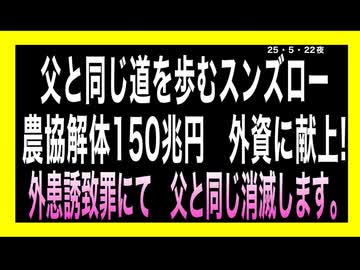 25・5・22夜
父と同じ道を歩むスンズロー
農協解体150兆円 外資に献上!
外患誘致罪にて 父と同じ消滅します。